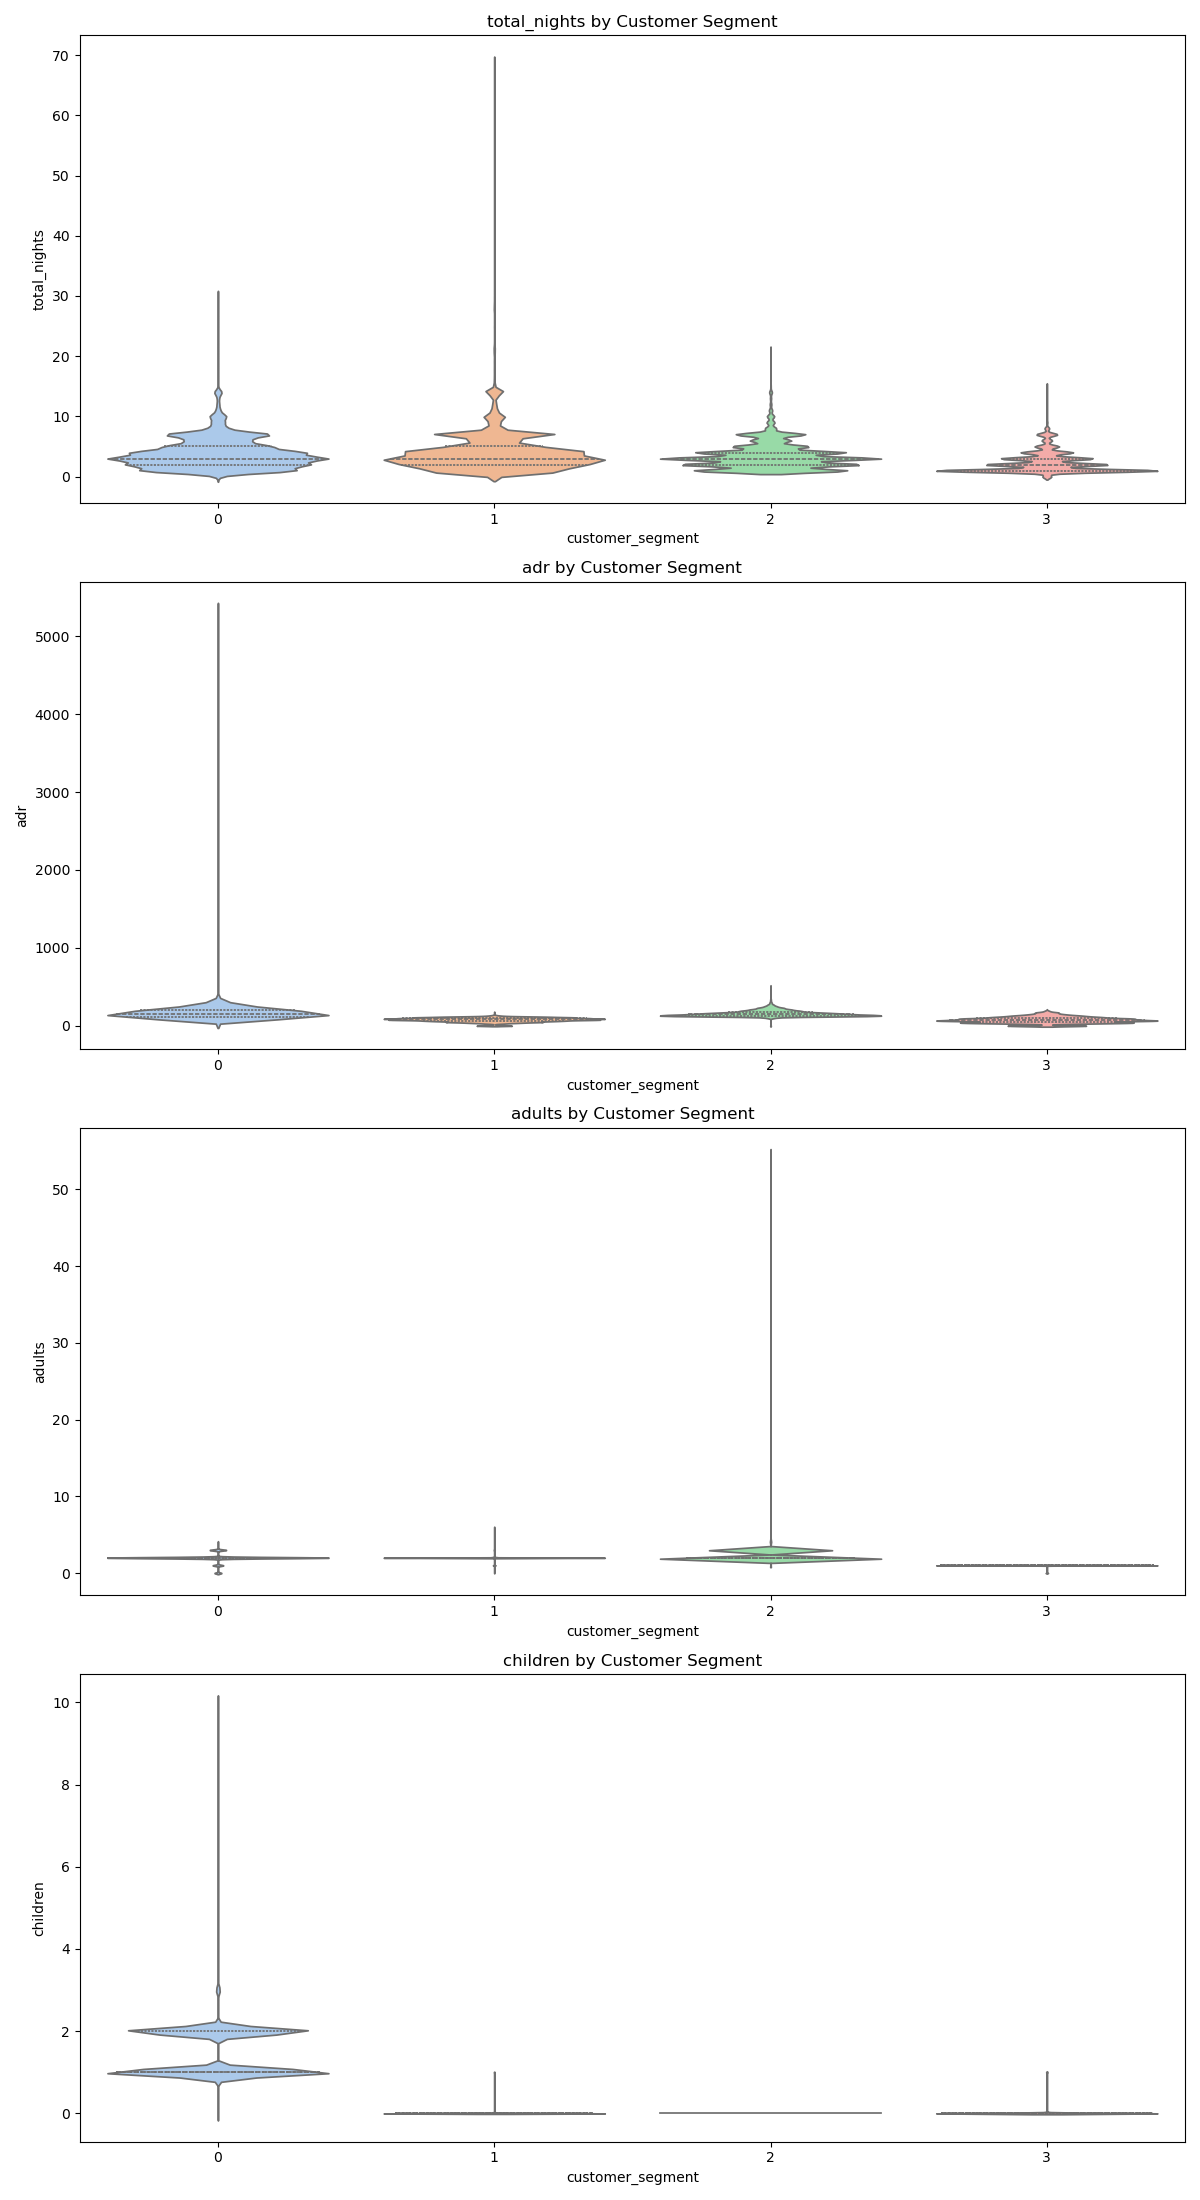 total_nights by Customer Segment
70
60
50
40
30
20
10
0
total_nights
0 1 2 3
customer_segment
adr by Customer Segment
5000
4000
3000
2000
1000
0
adr
0 1 2 3
customer_segment
adults by Customer Segment
50
40
30
20
10
0
adults
0 1 2 3
customer_segment
children by Customer Segment
10
8
6
4
2
0
children
0 1 2 3
customer_segment